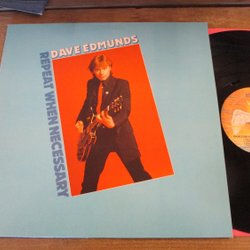 DAVE EDMUNDS
REPEAT WHEN NECESSARY